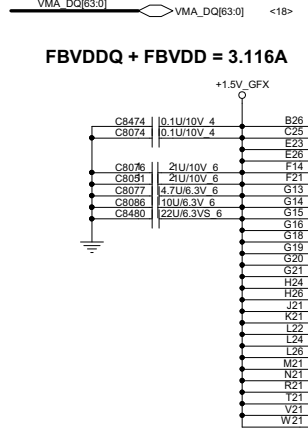 VMA_DQ[63:0]
VMA_DQ[63:0] <18>
FBVDDQ + FBVDD = 3.116A
+1.5V_GFX
C8474 0.1U/10V_4 B26
C8074 0.1U/10V_4 C25
E23
E26
1 2 1U/10V_6 F14
2 1U/10V_6 F21
C8077 4.7U/6.3V_6 G13
C8086 10U/6.3V_6 G14
C8480 22U/6.3VS_6 G15
G16
G18
G19
G20
G21
H24
H26
J21
K21
L22
L24
L26
M21
N21
R21
T21
V21
W21